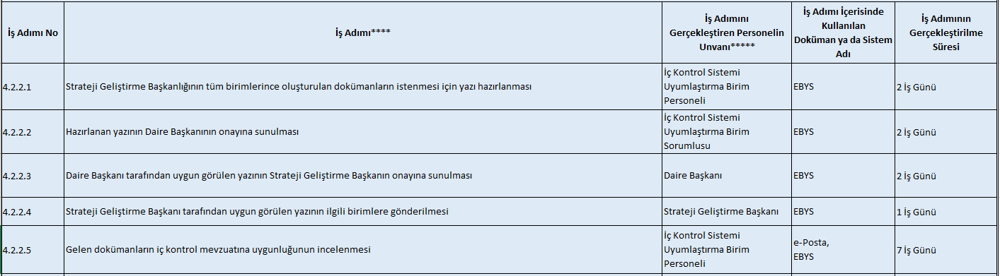 İş Adımı No
İş Adımı****
İş Adımını
Gerçekleştiren Personelin
Unvanı*****
İş Adımı İçerisinde
Kullanılan
Doküman ya da Sistem
Adı
İş Adımının
Gerçekleştirilme
Süresi
4.2.2.1
Strateji Geliştirme Başkanlığının tüm birimlerince oluşturulan dokümanların istenmesi için yazı hazırlanması
İç Kontrol Sistemi
Uyumlaştırma Birim
Personeli
EBYS
2 İş Günü
4.2.2.2
Hazırlanan yazının Daire Başkanının onayına sunulması
İç Kontrol Sistemi
Uyumlaştırma Birim
Sorumlusu
EBYS
2 İş Günü
4.2.2.3
Daire Başkanı tarafından uygun görülen yazının Strateji Geliştirme Başkanın onayına sunulması
Daire Başkanı
EBYS
2 İş Günü
4.2.2.4
Strateji Geliştirme Başkanı tarafından uygun görülen yazının ilgili birimlere gönderilmesi
Strateji Geliştirme Başkanı
EBYS
1 İş Günü
4.2.2.5
Gelen dokümanların iç kontrol mevzuatına uygunluğunun incelenmesi
İç Kontrol Sistemi
Uyumlaştırma Birim
Personeli
e-Posta,
EBYS
7 İş Günü